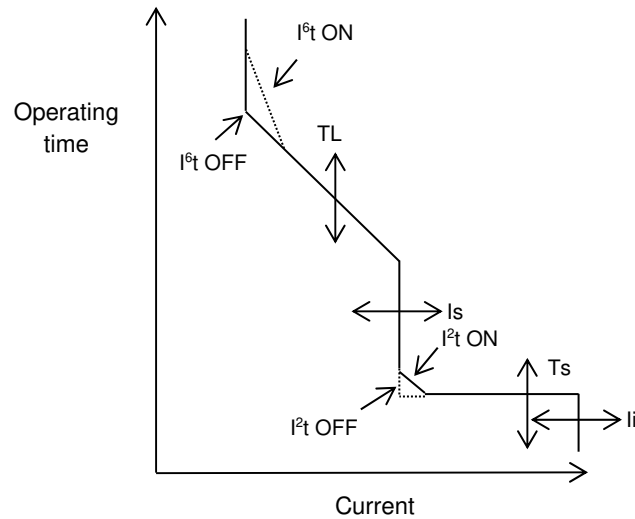 I⁶t ON
Operating
time
TL
I⁶t OFF
Is
I²t ON
Ts
I²t OFF
Ii
Current